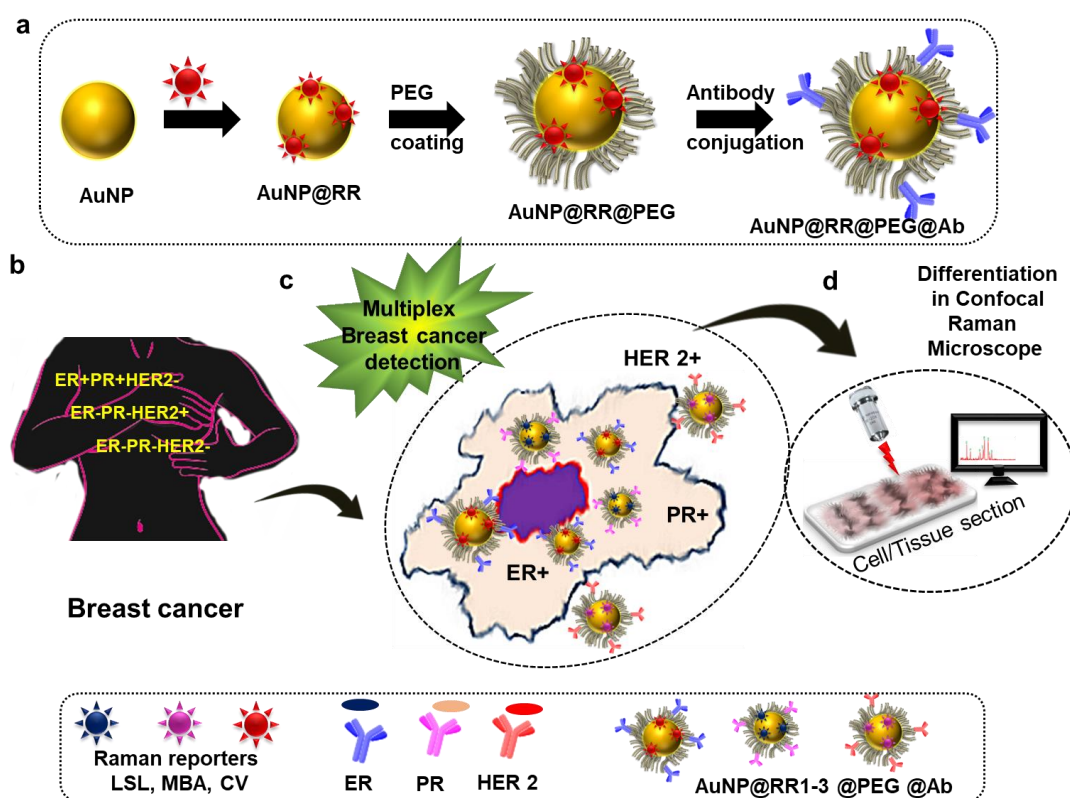 a
PEG
coating
Antibody
conjugation
AuNP
AuNP@RR
AuNP@RR@PEG
AuNP@RR@PEG@Ab
b
ER+PR+HER2-
ER-PR-HER2+
ER-PR-HER2-
Breast cancer
c
Multiplex
Breast cancer
detection
HER 2+
PR+
ER+
d
Differentiation
in Confocal
Raman
Microscope
Cell/Tissue section
Raman reporters
LSL, MBA, CV
ER
PR
HER 2
AuNP@RR1-3 @PEG @Ab